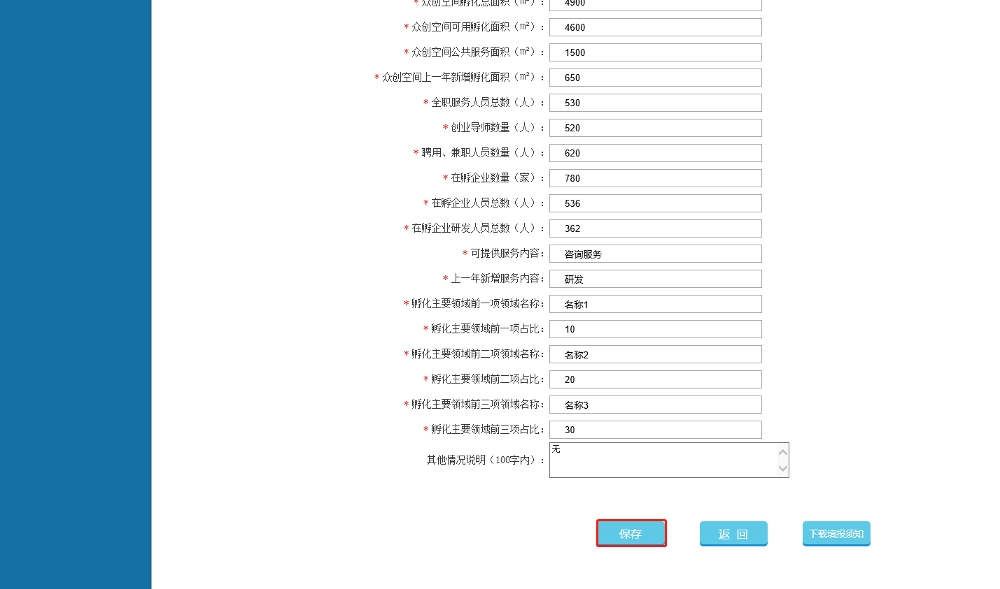 * 众创空间孵化总面积（㎡）： 4900
* 众创空间可用孵化面积（㎡）： 4600
* 众创空间公共服务面积（㎡）： 1500
* 众创空间上一年新增孵化面积（㎡）： 650
* 全职服务人员总数（人）： 530
* 创业导师数量（人）： 520
* 聘用、兼职人员数量（人）： 620
* 在孵企业数量（家）： 780
* 在孵企业人员总数（人）： 536
* 在孵企业研发人员总数（人）： 362
* 可提供服务内容： 咨询服务
* 上一年新增服务内容： 研发
* 孵化主要领域前一项领域名称： 名称1
* 孵化主要领域前一项占比： 10
* 孵化主要领域前二项领域名称： 名称2
* 孵化主要领域前二项占比： 20
* 孵化主要领域前三项领域名称： 名称3
* 孵化主要领域前三项占比： 30
其他情况说明（100字内）： 无
保存 返 回 下载填报须知